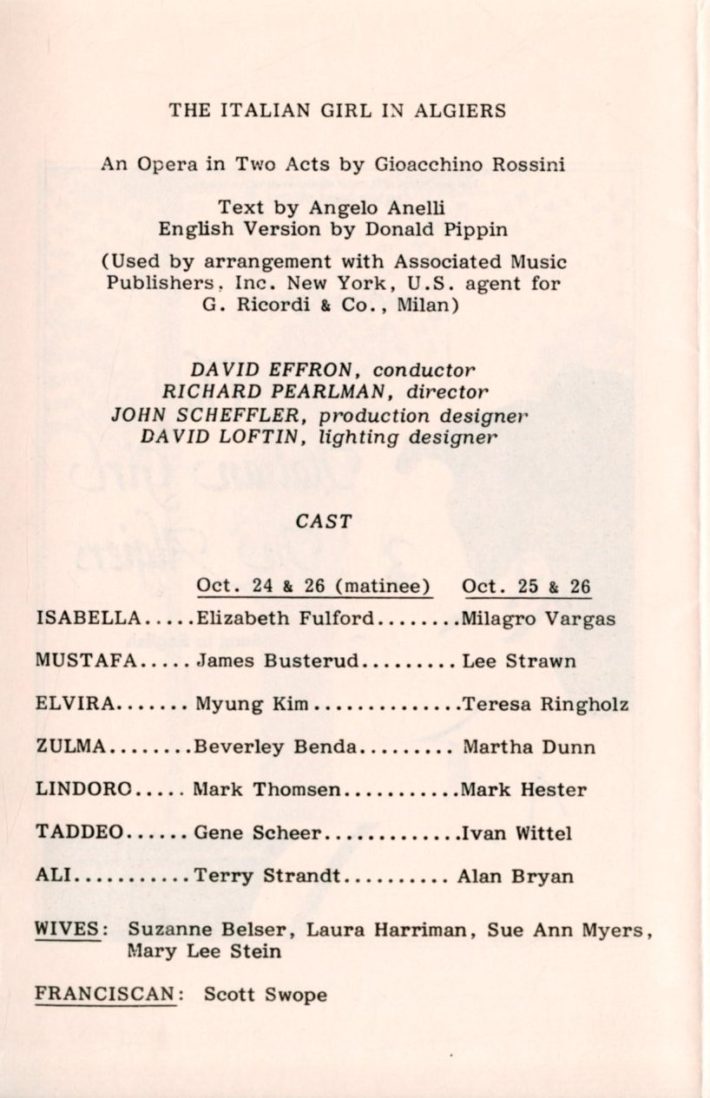 THE ITALIAN GIRL IN ALGIERS
An Opera in Two Acts by Gioacchino Rossini
Text by Angelo Anelli
English Version by Donald Pippin
(Used by arrangement with Associated Music
Publishers, Inc. New York, U.S. agent for
G. Ricordi & Co., Milan)
DAVID EFFRON, conductor
RICHARD PEARLMAN, director
JOHN SCHEFFLER, production designer
DAVID LOFTIN, lighting designer
CAST
Oct. 24 & 26 (matinee) Oct. 25 & 26
ISABELLA.....Elizabeth Fulford........Milagro Vargas
MUSTAFA.....James Busterud.........Lee Strawn
ELVIRA.......Myung Kim..............Teresa Ringholz
ZULMA........Beverley Benda.........Martha Dunn
LINDORO.....Mark Thomsen...........Mark Hester
TADDEO......Gene Scheer.............Ivan Wittel
ALI...........Terry Strandt..........Alan Bryan
WIVES: Suzanne Belser, Laura Harriman, Sue Ann Myers,
Mary Lee Stein
FRANCISCAN: Scott Swope